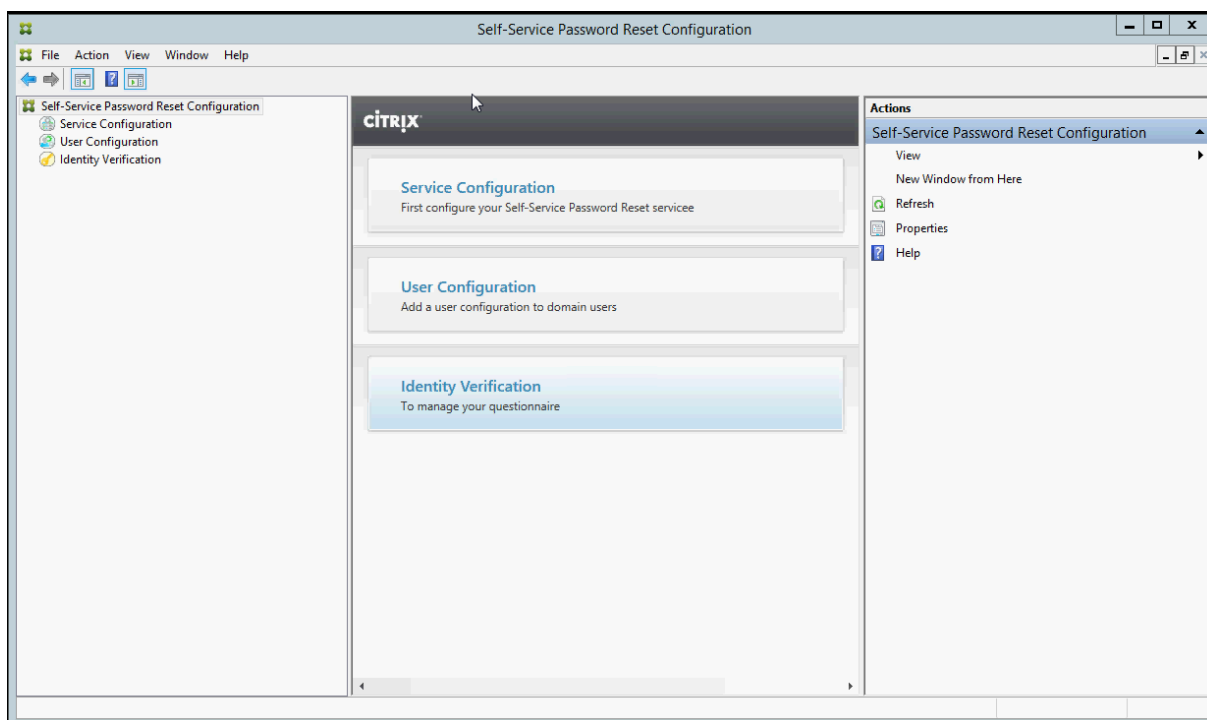 Self-Service Password Reset Configuration
File Action View Window Help
Self-Service Password Reset Configuration
Service Configuration
User Configuration
Identity Verification
CİTRIX
Service Configuration
First configure your Self-Service Password Reset servicee
User Configuration
Add a user configuration to domain users
Identity Verification
To manage your questionnaire
Actions
Self-Service Password Reset Configuration
View
New Window from Here
Refresh
Properties
Help